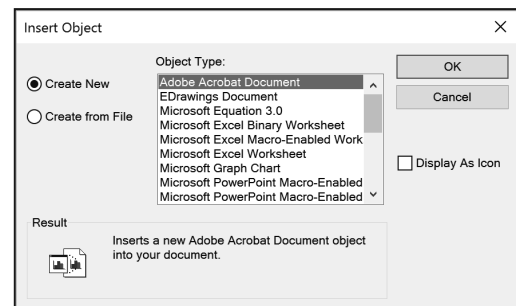 Insert Object
Object Type:
Create New
Create from File
Adobe Acrobat Document
EDrawings Document
Microsoft Equation 3.0
Microsoft Excel Binary Worksheet
Microsoft Excel Macro-Enabled Work
Microsoft Excel Worksheet
Microsoft Graph Chart
Microsoft PowerPoint Macro-Enabled
Microsoft PowerPoint Macro-Enabled
OK
Cancel
Display As Icon
Result
Inserts a new Adobe Acrobat Document object
into your document.